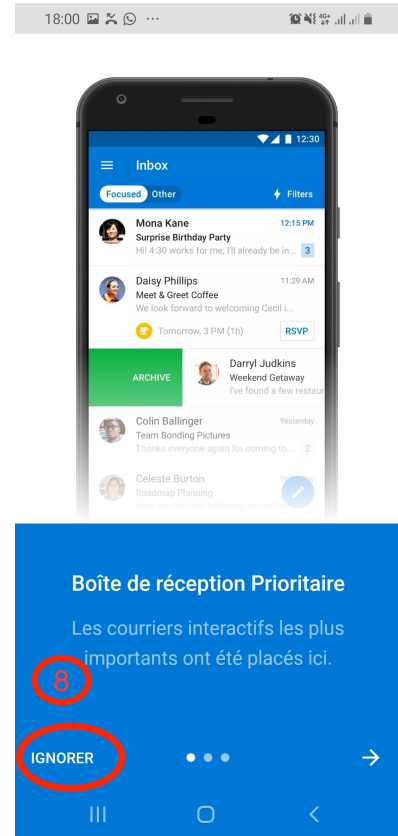 18:00
4G+
12:30
Inbox
Focused Other Filters
Mona Kane 12:15 PM
Surprise Birthday Party
Hi! 4:30 works for me, I'll already be in... 3
Daisy Phillips 11:29 AM
Meet & Greet Coffee
We look forward to welcoming Cecil i...
Tomorrow, 3 PM (1h) RSVP
ARCHIVE
Darryl Judkins
Weekend Getaway
I've found a few restaur
Colin Ballinger Yesterday
Team Bonding Pictures
Thanks everyone again for coming to... 2
Celeste Burton
Roadmap Planning
Boîte de réception Prioritaire
Les courriers interactifs les plus
importants ont été placés ici.
8
IGNORER